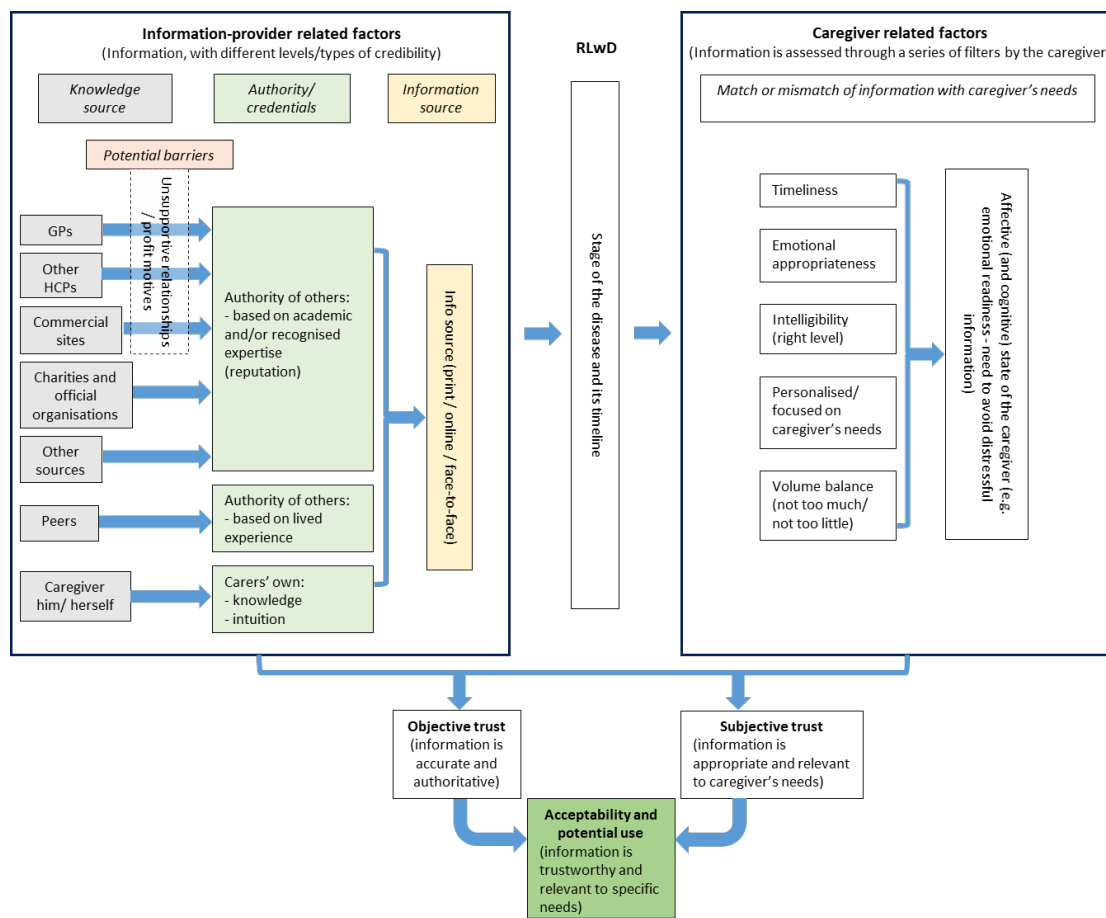 Information-provider related factors
(Information, with different levels/types of credibility)
Knowledge
source
Authority/
credentials
Information
source
Potential barriers
Unsupportive relationships
/ profit motives
GPs
Other
HCPs
Commercial
sites
Charities and
official
organisations
Other
sources
Peers
Caregiver
him/ herself
Authority of others:
- based on academic
and/or recognised
expertise
(reputation)
Authority of others:
- based on lived
experience
Carers’ own:
- knowledge
- intuition
Info source (print / online / face-to-face)
RLwD
Stage of the disease and its timeline
Caregiver related factors
(Information is assessed through a series of filters by the caregiver
Match or mismatch of information with caregiver’s needs
Timeliness
Emotional
appropriateness
Intelligibility
(right level)
Personalised/
focused on
caregiver’s needs
Volume balance
(not too much/
not too little)
Affective (and cognitive) state of the caregiver (e.g.
emotional readiness - need to avoid distressful
information)
Objective trust
(information is
accurate and
authoritative)
Subjective trust
(information is
appropriate and relevant
to caregiver’s needs)
Acceptability and
potential use
(information is
trustworthy and
relevant to specific
needs)